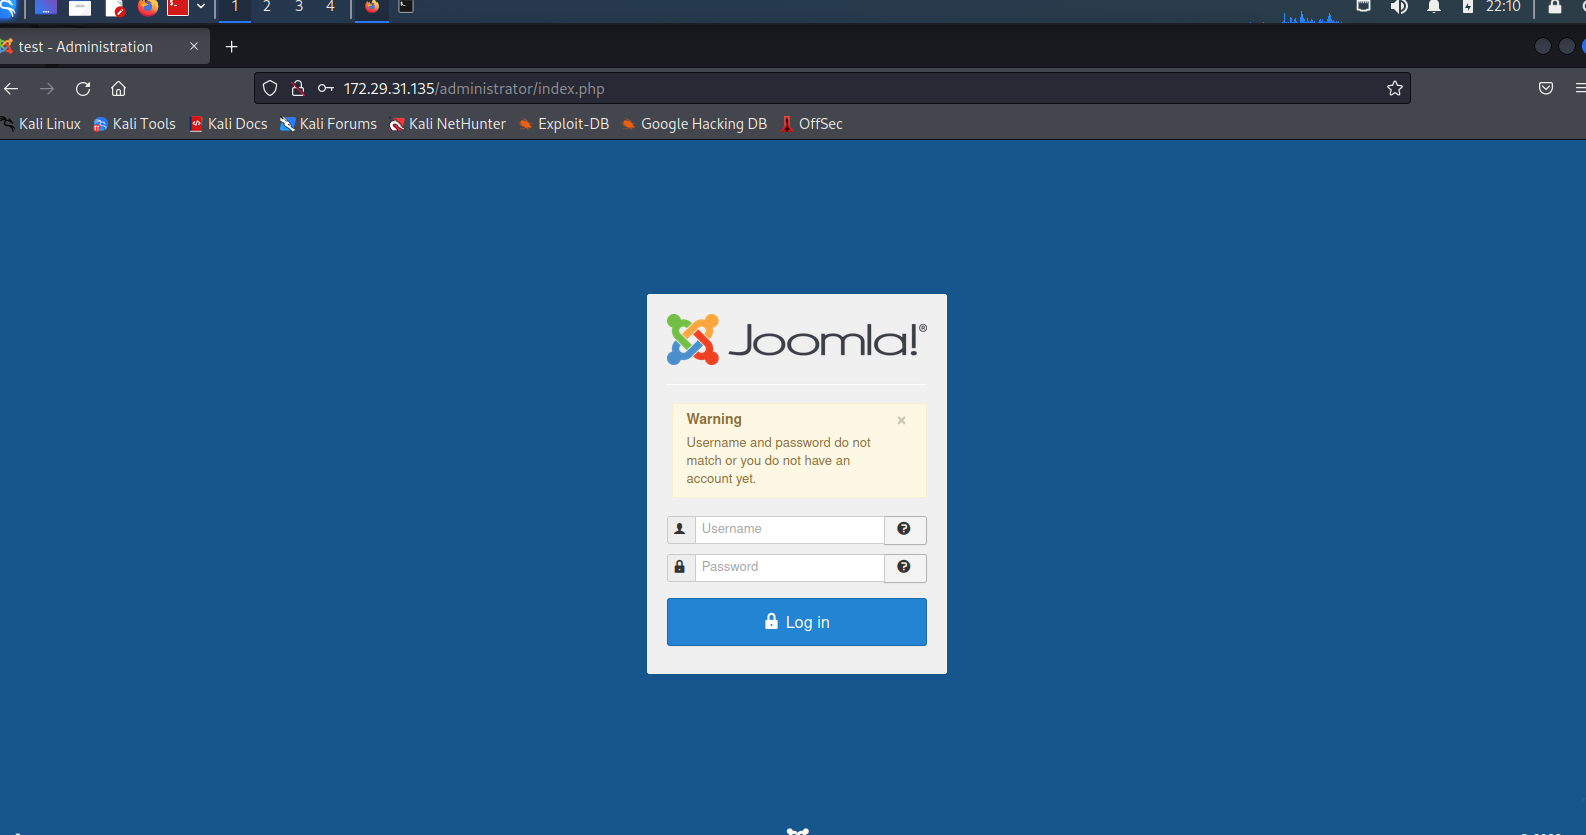 1 2 3 4 22:10
test - Administration
172.29.31.135/administrator/index.php
Kali Linux Kali Tools Kali Docs Kali Forums Kali NetHunter Exploit-DB Google Hacking DB OffSec
Joomla!®
Warning
Username and password do not
match or you do not have an
account yet.
Username
Password
Log in